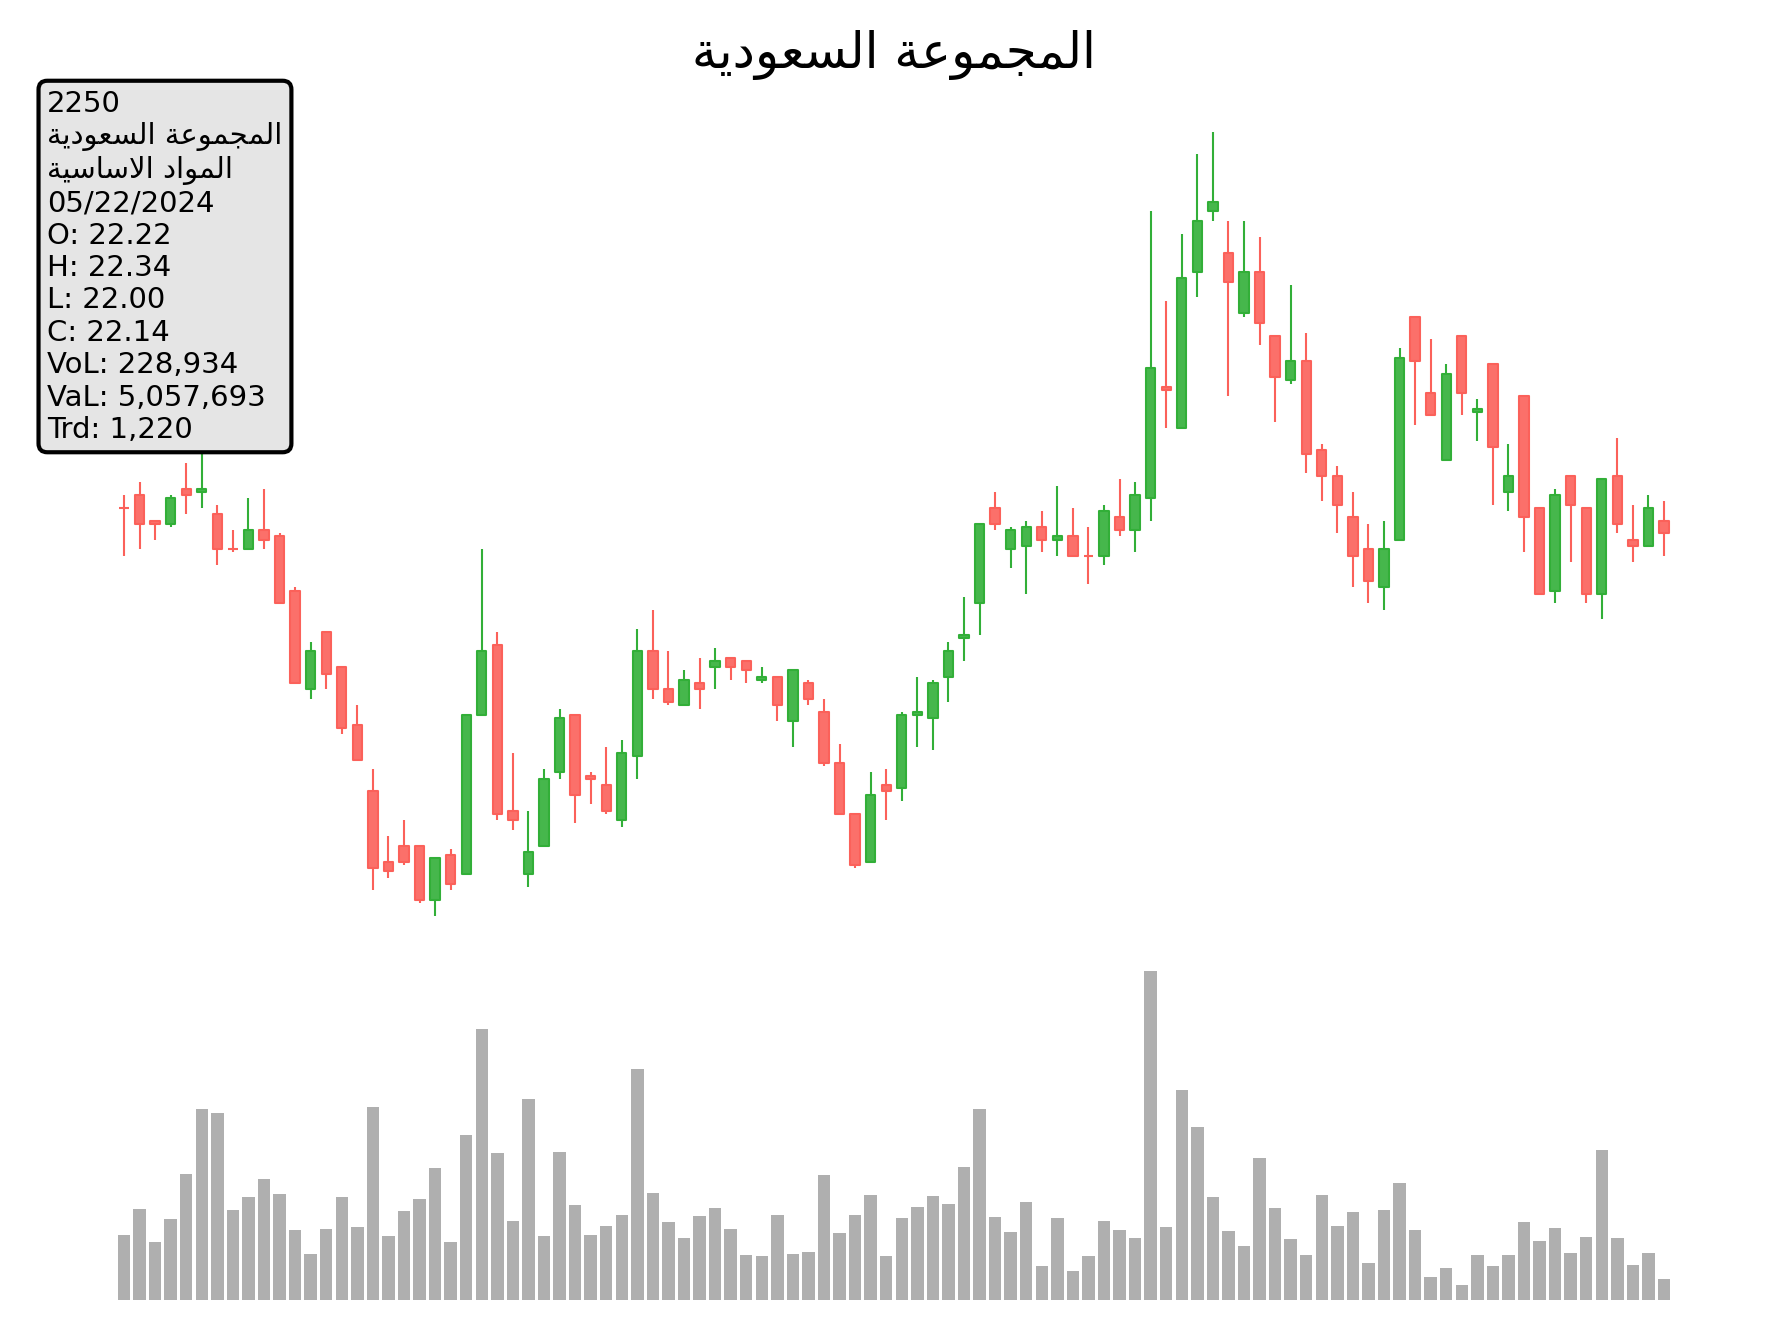 المجموعة السعودية
2250
المجموعة السعودية
المواد الاساسية
05/22/2024
O: 22.22
H: 22.34
L: 22.00
C: 22.14
VoL: 228,934
VaL: 5,057,693
Trd: 1,220